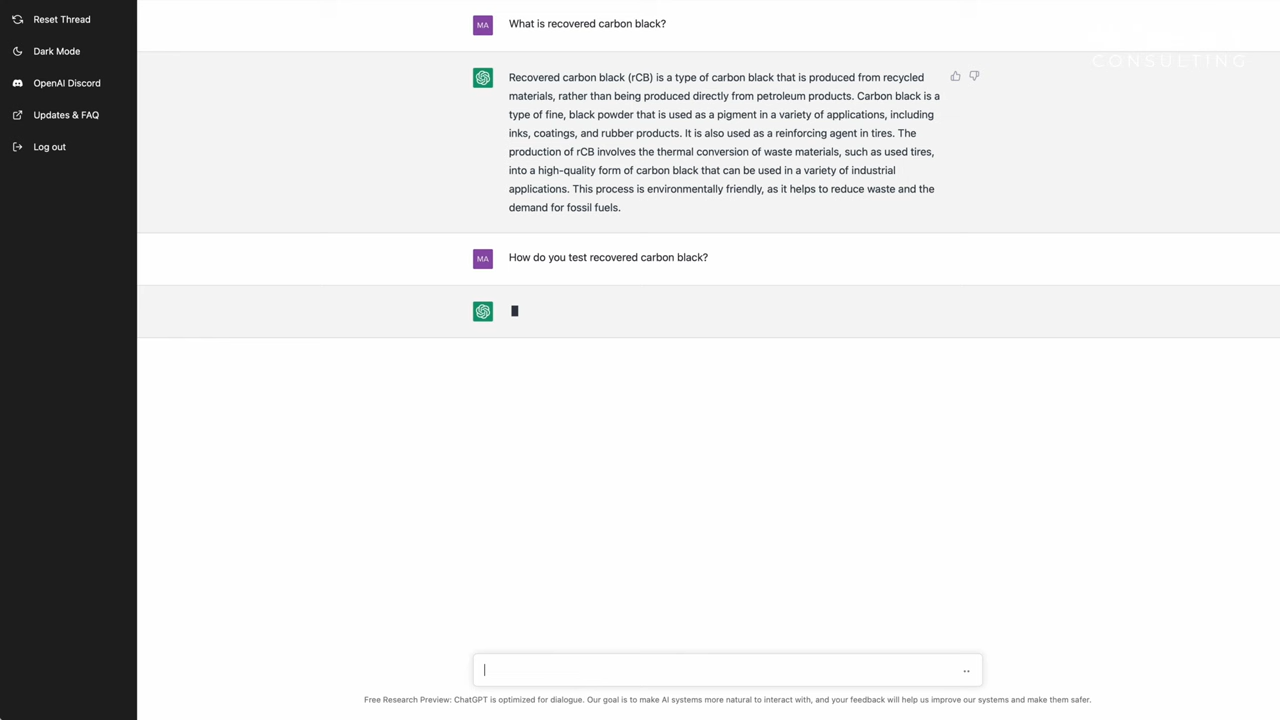 Reset Thread
Dark Mode
OpenAI Discord
Updates & FAQ
Log out
MA
What is recovered carbon black?
Recovered carbon black (rCB) is a type of carbon black that is produced from recycled
materials, rather than being produced directly from petroleum products. Carbon black is a
type of fine, black powder that is used as a pigment in a variety of applications, including
inks, coatings, and rubber products. It is also used as a reinforcing agent in tires. The
production of rCB involves the thermal conversion of waste materials, such as used tires,
into a high-quality form of carbon black that can be used in a variety of industrial
applications. This process is environmentally friendly, as it helps to reduce waste and the
demand for fossil fuels.
CONSULTING
MA
How do you test recovered carbon black?
Free Research Preview: ChatGPT is optimized for dialogue. Our goal is to make AI systems more natural to interact with, and your feedback will help us improve our systems and make them safer.